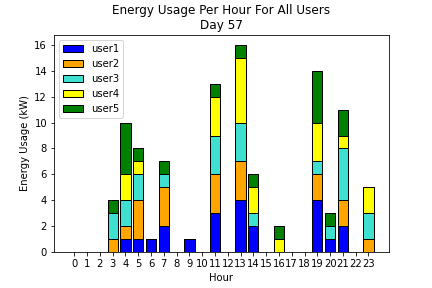 Energy Usage Per Hour For All Users
Day 57
user1
user2
user3
user4
user5
Energy Usage (kW)
16
14
12
10
8
6
4
2
0
0 1 2 3 4 5 6 7 8 9 10 11 12 13 14 15 16 17 18 19 20 21 22 23
Hour